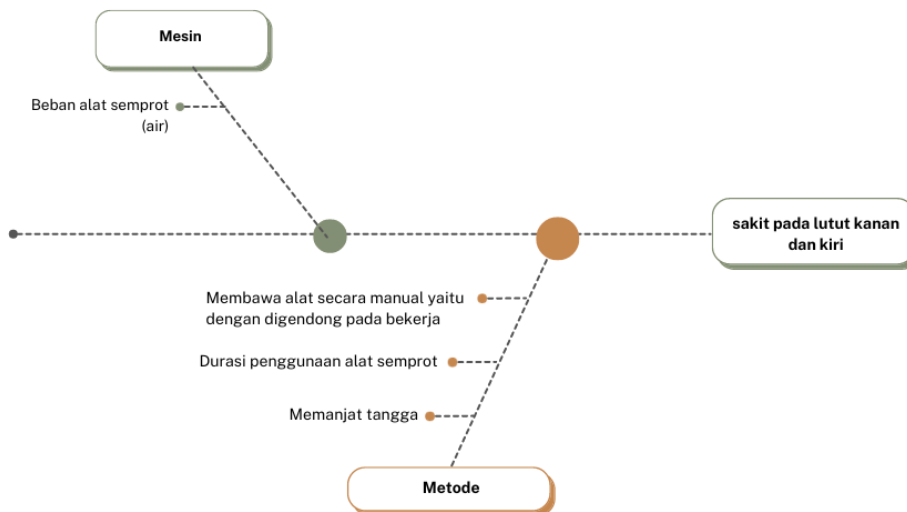 Mesin
Beban alat semprot
(air)
sakit pada lutut kanan
dan kiri
Membawa alat secara manual yaitu
dengan digendong pada bekerja
Durasi penggunaan alat semprot
Memanjat tangga
Metode